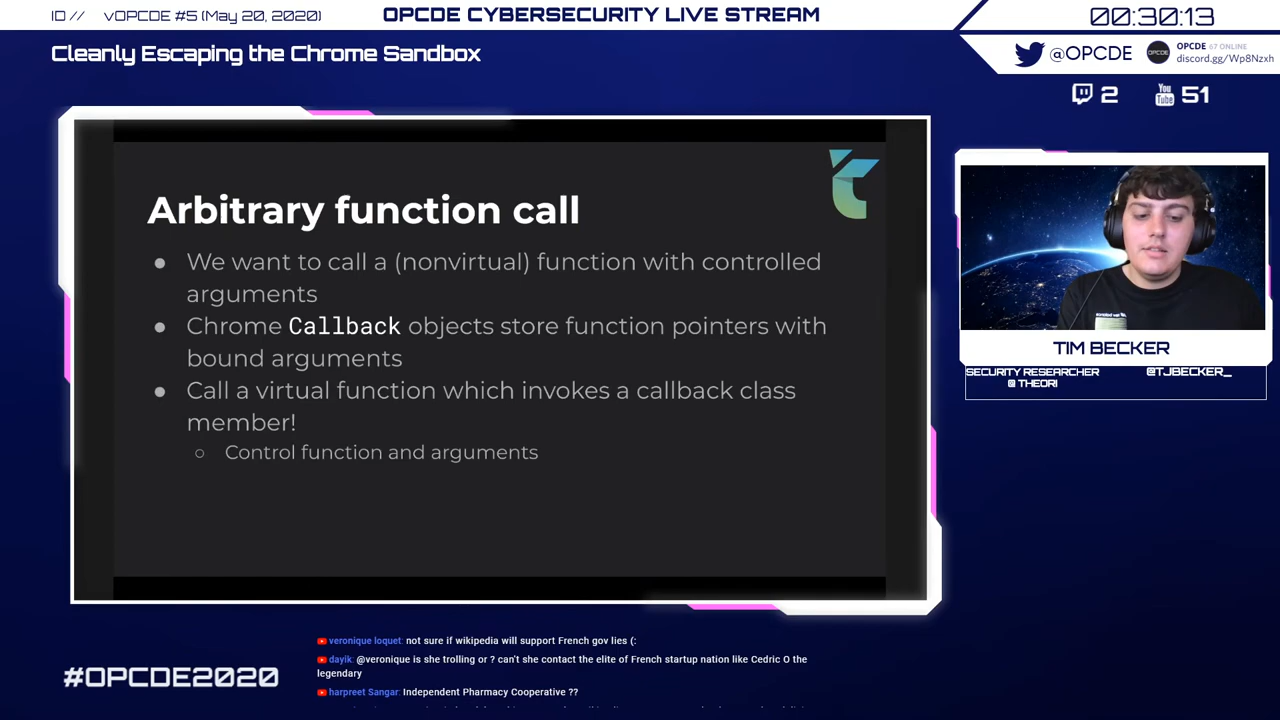 ID // vOPCDE #5 (May 20, 2020)
OPCDE CYBERSECURITY LIVE STREAM
00:30:13
Cleanly Escaping the Chrome Sandbox
@OPCDE
OPCDE
OPCDE 67 ONLINE
discord.gg/Wp8Nzxh
2
You
Tube
51
Arbitrary function call
● We want to call a (nonvirtual) function with controlled
arguments
● Chrome Callback objects store function pointers with
bound arguments
● Call a virtual function which invokes a callback class
member!
○ Control function and arguments
TIM BECKER
SECURITY RESEARCHER
@ THEORI
@TJBECKER_
#OPCDE2020
veronique loquet: not sure if wikipedia will support French gov lies (:
dayik: @veronique is she trolling or ? can't she contact the elite of French startup nation like Cedric O the
legendary
harpreet Sangar: Independent Pharmacy Cooperative ??